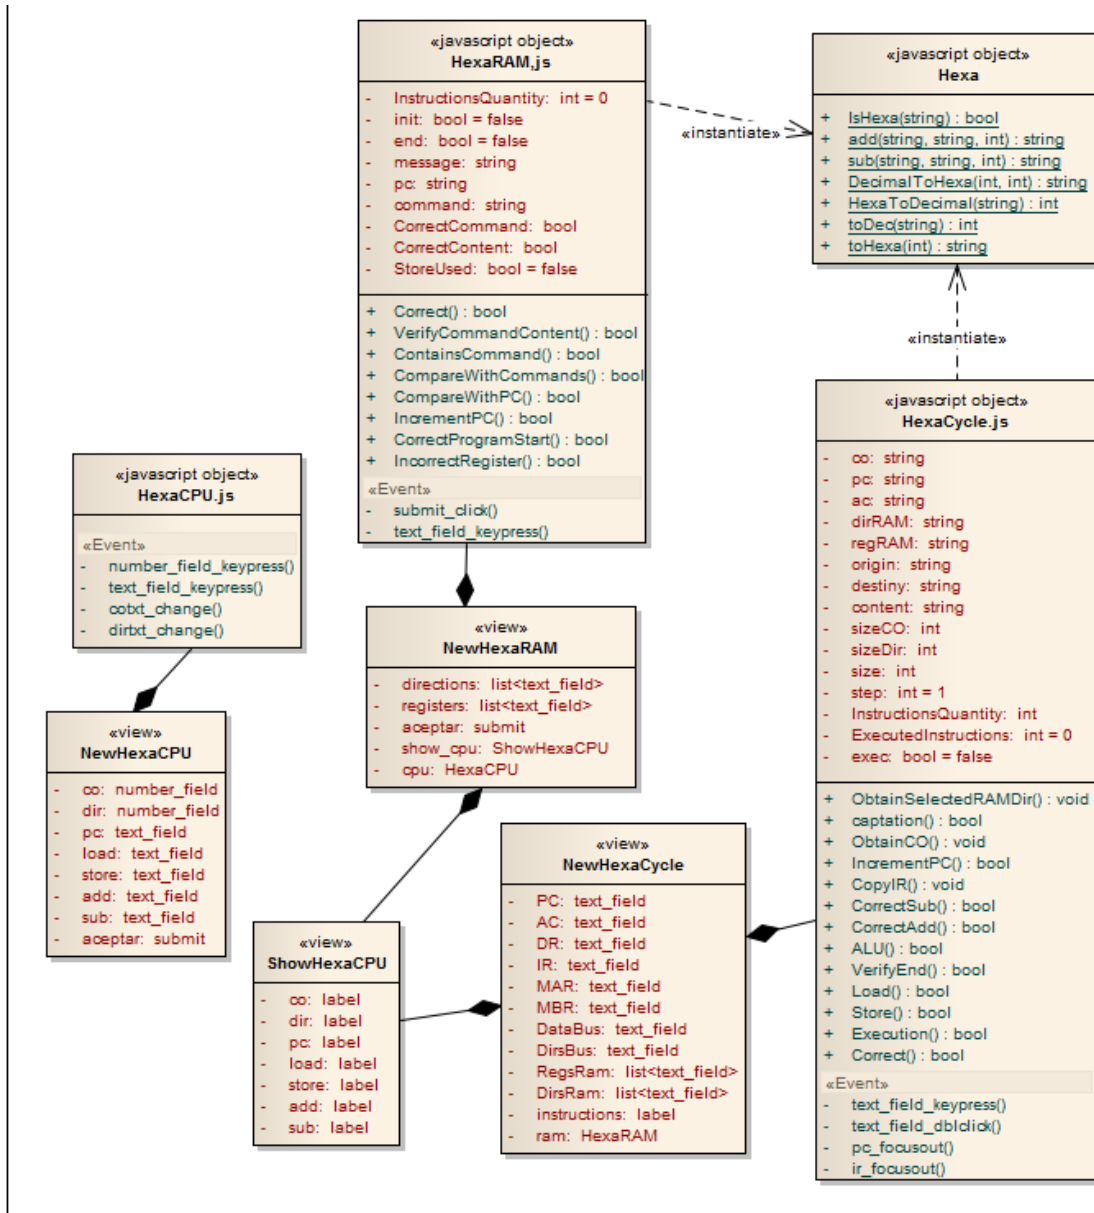 «javascript object»
HexaRAM,js
- InstructionsQuantity: int = 0
- init: bool = false
- end: bool = false
- message: string
- pc: string
- command: string
- CorrectCommand: bool
- CorrectContent: bool
- StoreUsed: bool = false
+ Correct() : bool
+ VerifyCommandContent() : bool
+ ContainsCommand() : bool
+ CompareWithCommands() : bool
+ CompareWithPC() : bool
+ IncrementPC() : bool
+ CorrectProgramStart() : bool
+ IncorrectRegister() : bool
«Event»
- submit_click()
- text_field_keypress()
«instantiate»
«javascript object»
Hexa
+ IsHexa(string) : bool
+ add(string, string, int) : string
+ sub(string, string, int) : string
+ DecimalToHexa(int, int) : string
+ HexaToDecimal(string) : int
+ toDec(string) : int
+ toHexa(int) : string
«instantiate»
«javascript object»
HexaCycle.js
- co: string
- pc: string
- ac: string
- dirRAM: string
- regRAM: string
- origin: string
- destiny: string
- content: string
- sizeCO: int
- sizeDir: int
- size: int
- step: int = 1
- InstructionsQuantity: int
- ExecutedInstructions: int = 0
- exec: bool = false
+ ObtainSelectedRAMDir() : void
+ captation() : bool
+ ObtainCO() : void
+ IncrementPC() : bool
+ CopyIR() : void
+ CorrectSub() : bool
+ CorrectAdd() : bool
+ ALU() : bool
+ VerifyEnd() : bool
+ Load() : bool
+ Store() : bool
+ Execution() : bool
+ Correct() : bool
«Event»
- text_field_keypress()
- text_field_dblclick()
- pc_focusout()
- ir_focusout()
«javascript object»
HexaCPU.js
«Event»
- number_field_keypress()
- text_field_keypress()
- cotxt_change()
- dirtxt_change()
«view»
NewHexaCPU
- co: number_field
- dir: number_field
- pc: text_field
- load: text_field
- store: text_field
- add: text_field
- sub: text_field
- aceptar: submit
«view»
NewHexaRAM
- directions: list<text_field>
- registers: list<text_field>
- aceptar: submit
- show_cpu: ShowHexaCPU
- cpu: HexaCPU
«view»
NewHexaCycle
- PC: text_field
- AC: text_field
- DR: text_field
- IR: text_field
- MAR: text_field
- MBR: text_field
- DataBus: text_field
- DirsBus: text_field
- RegsRam: list<text_field>
- DirsRam: list<text_field>
- instructions: label
- ram: HexaRAM
«view»
ShowHexaCPU
- co: label
- dir: label
- pc: label
- load: label
- store: label
- add: label
- sub: label